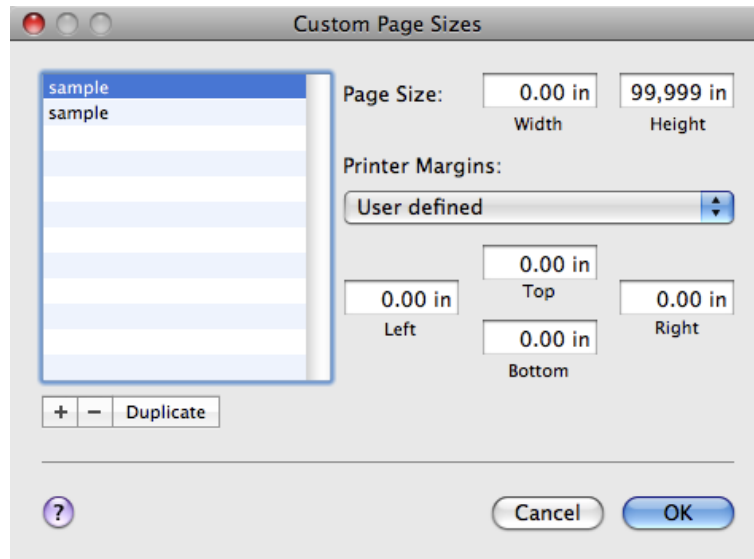 Custom Page Sizes
sample
sample
Page Size:
0.00 in
99,999 in
Width
Height
Printer Margins:
User defined
0.00 in
Top
0.00 in
Left
0.00 in
Right
0.00 in
Bottom
+
−
Duplicate
?
Cancel
OK